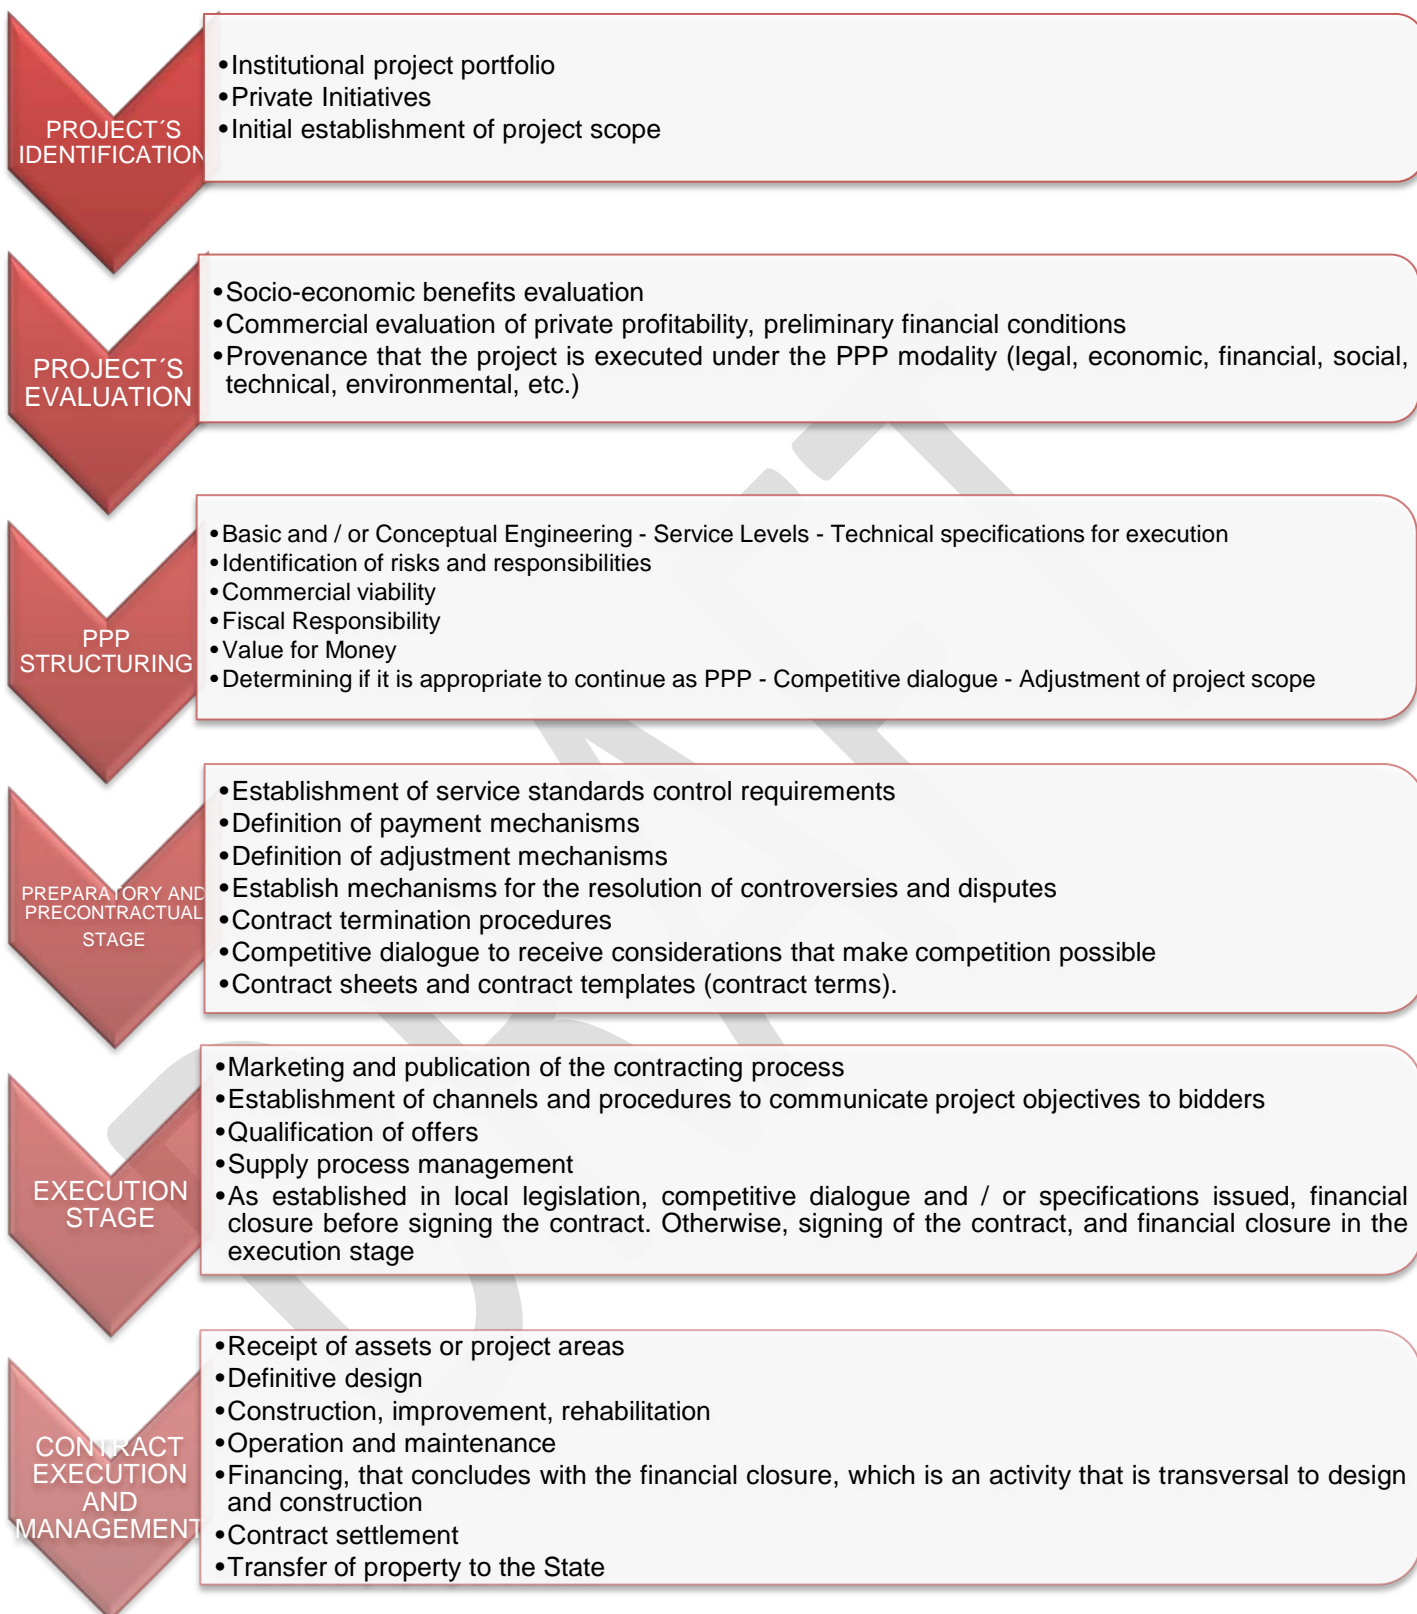 PROJECT´S
IDENTIFICATION
•Institutional project portfolio
•Private Initiatives
•Initial establishment of project scope
PROJECT´S
EVALUATION
•Socio-economic benefits evaluation
•Commercial evaluation of private profitability, preliminary financial conditions
•Provenance that the project is executed under the PPP modality (legal, economic, financial, social,
technical, environmental, etc.)
PPP
STRUCTURING
•Basic and / or Conceptual Engineering - Service Levels - Technical specifications for execution
•Identification of risks and responsibilities
•Commercial viability
•Fiscal Responsibility
•Value for Money
•Determining if it is appropriate to continue as PPP - Competitive dialogue - Adjustment of project scope
PREPARATORY AND
PRECONTRACTUAL
STAGE
•Establishment of service standards control requirements
•Definition of payment mechanisms
•Definition of adjustment mechanisms
•Establish mechanisms for the resolution of controversies and disputes
•Contract termination procedures
•Competitive dialogue to receive considerations that make competition possible
•Contract sheets and contract templates (contract terms).
EXECUTION
STAGE
•Marketing and publication of the contracting process
•Establishment of channels and procedures to communicate project objectives to bidders
•Qualification of offers
•Supply process management
•As established in local legislation, competitive dialogue and / or specifications issued, financial
closure before signing the contract. Otherwise, signing of the contract, and financial closure in the
execution stage
CONTRACT
EXECUTION
AND
MANAGEMENT
•Receipt of assets or project areas
•Definitive design
•Construction, improvement, rehabilitation
•Operation and maintenance
•Financing, that concludes with the financial closure, which is an activity that is transversal to design
and construction
•Contract settlement
•Transfer of property to the State
DRAFT